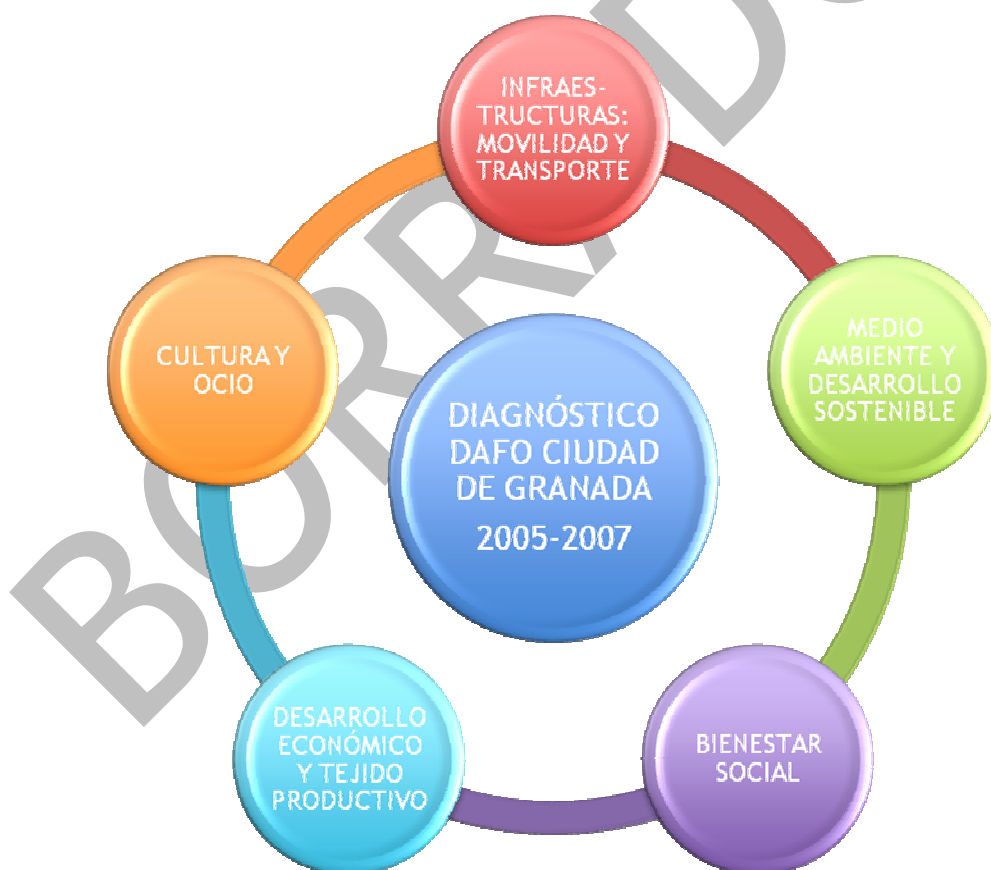 INFRAES-
TRUCTURAS:
MOVILIDAD Y
TRANSPORTE
MEDIO
AMBIENTE Y
DESARROLLO
SOSTENIBLE
BIENESTAR
SOCIAL
DESARROLLO
ECONÓMICO
Y TEJIDO
PRODUCTIVO
CULTURA Y
OCIO
DIAGNÓSTICO
DAFO CIUDAD
DE GRANADA
2005-2007